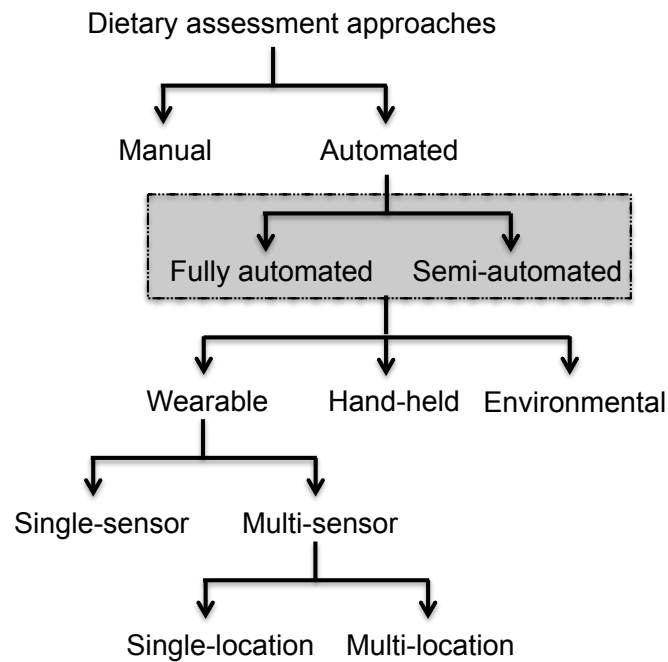 Dietary assessment approaches
Manual Automated
Fully automated Semi-automated
Wearable Hand-held Environmental
Single-sensor Multi-sensor
Single-location Multi-location